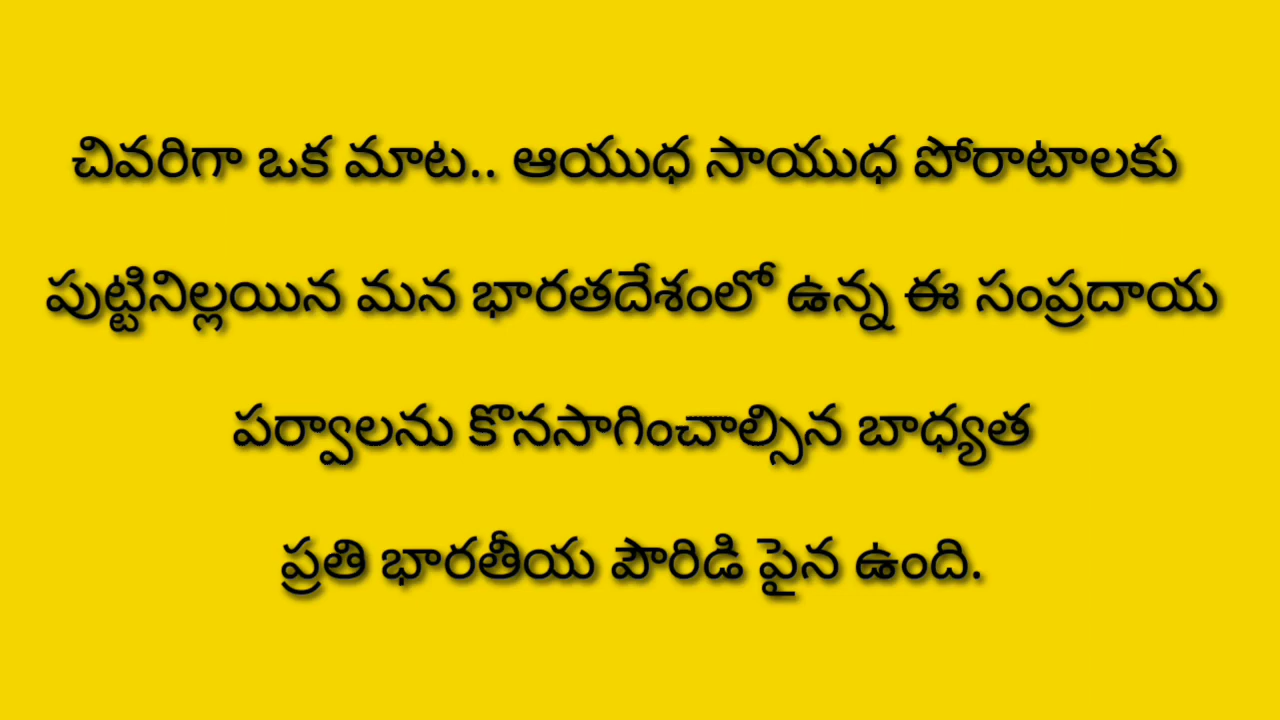 చివరిగా ఒక మాట.. ఆయుధ సాయుధ పోరాటాలకు
పుట్టినిల్లయిన మన భారతదేశంలో ఉన్న ఈ సంప్రదాయ
పర్వాలను కొనసాగించాల్సిన బాధ్యత
ప్రతి భారతీయ పౌరిడి పైన ఉంది.